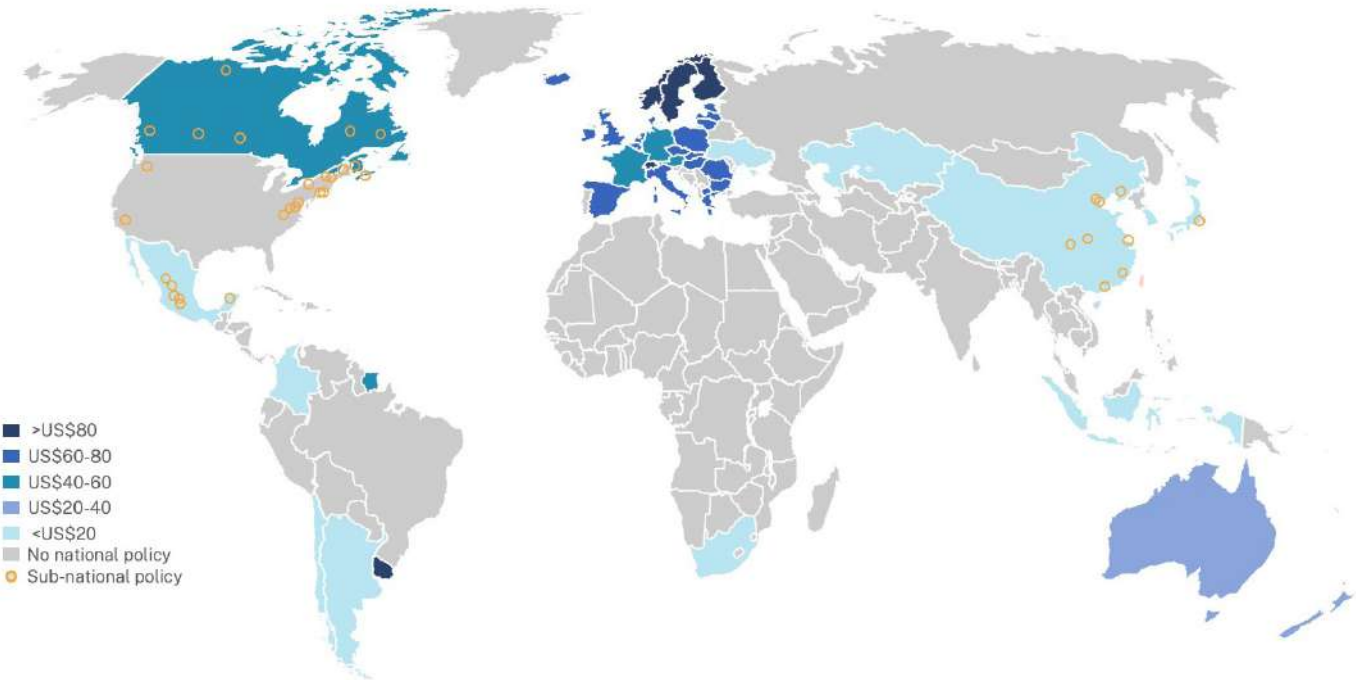 >US$80
US$60-80
US$40-60
US$20-40
<US$20
No national policy
Sub-national policy